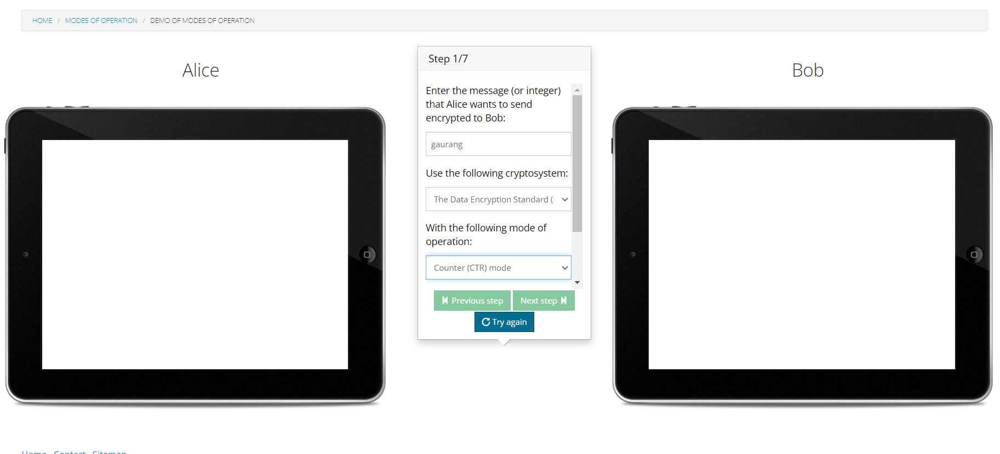 HOME / MODES OF OPERATION / DEMO OF MODES OF OPERATION
Alice
Step 1/7
Enter the message (or integer)
that Alice wants to send
encrypted to Bob:
gaurang
Use the following cryptosystem:
The Data Encryption Standard (
With the following mode of
operation:
Counter (CTR) mode
Previous step
Next step
Try again
Bob
Home Contact Sitemap